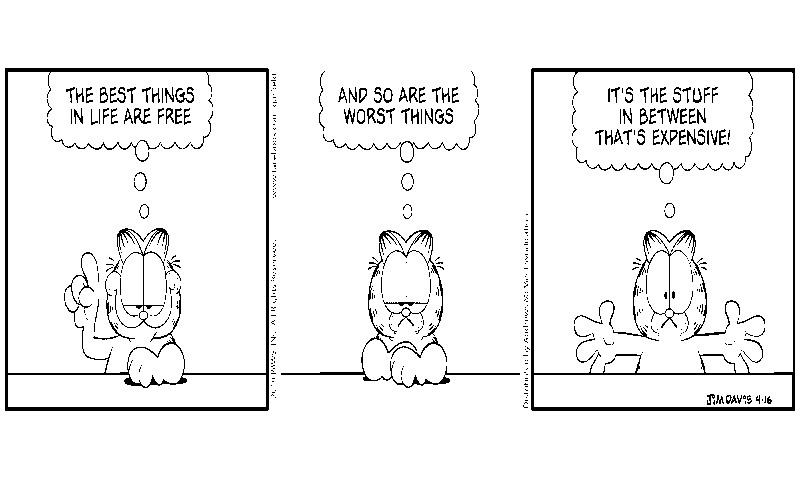 THE BEST THINGS
IN LIFE ARE FREE
AND SO ARE THE
WORST THINGS
IT'S THE STUFF
IN BETWEEN
THAT'S EXPENSIVE!
JIM DAVIS 4·16